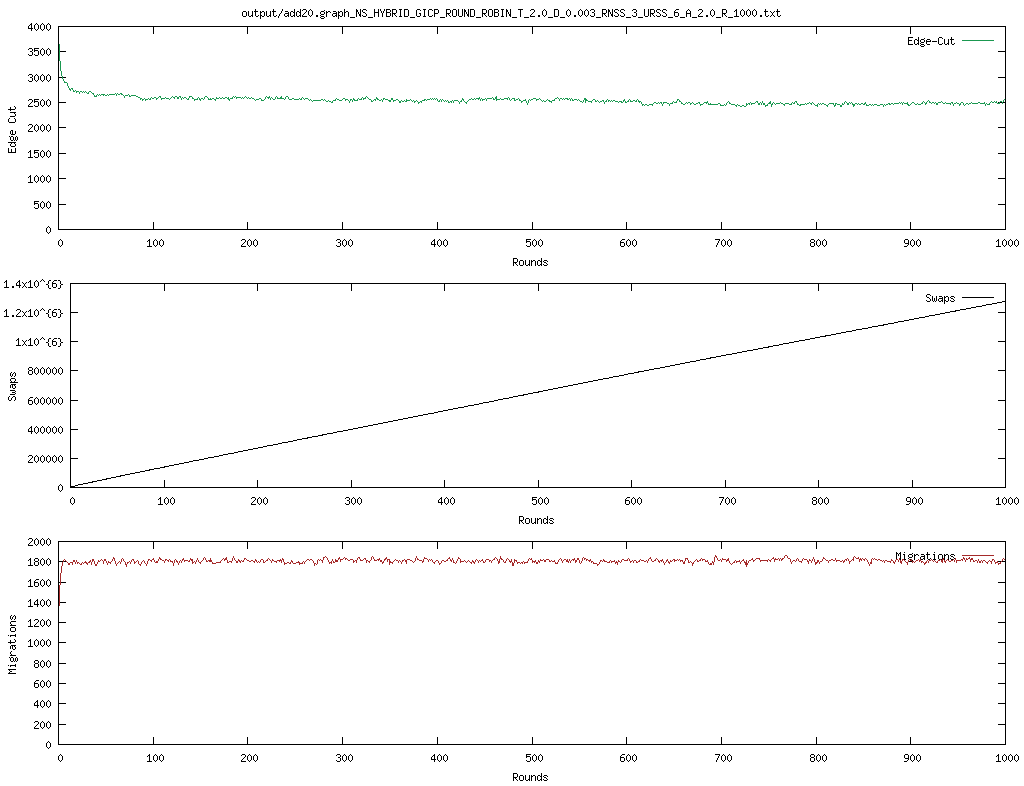 output/add20.graph_NS_HYBRID_GICP_ROUND_ROBIN_T_2.0_D_0.003_RNSS_3_URSS_6_A_2.0_R_1000.txt
4000
3500
3000
2500
2000
1500
1000
500
0
Edge Cut
Edge-Cut
0 100 200 300 400 500 600 700 800 900 1000
Rounds
1.4x10^{6}
1.2x10^{6}
1x10^{6}
800000
600000
400000
200000
0
Swaps
Swaps
0 100 200 300 400 500 600 700 800 900 1000
Rounds
2000
1800
1600
1400
1200
1000
800
600
400
200
0
Migrations
Migrations
0 100 200 300 400 500 600 700 800 900 1000
Rounds